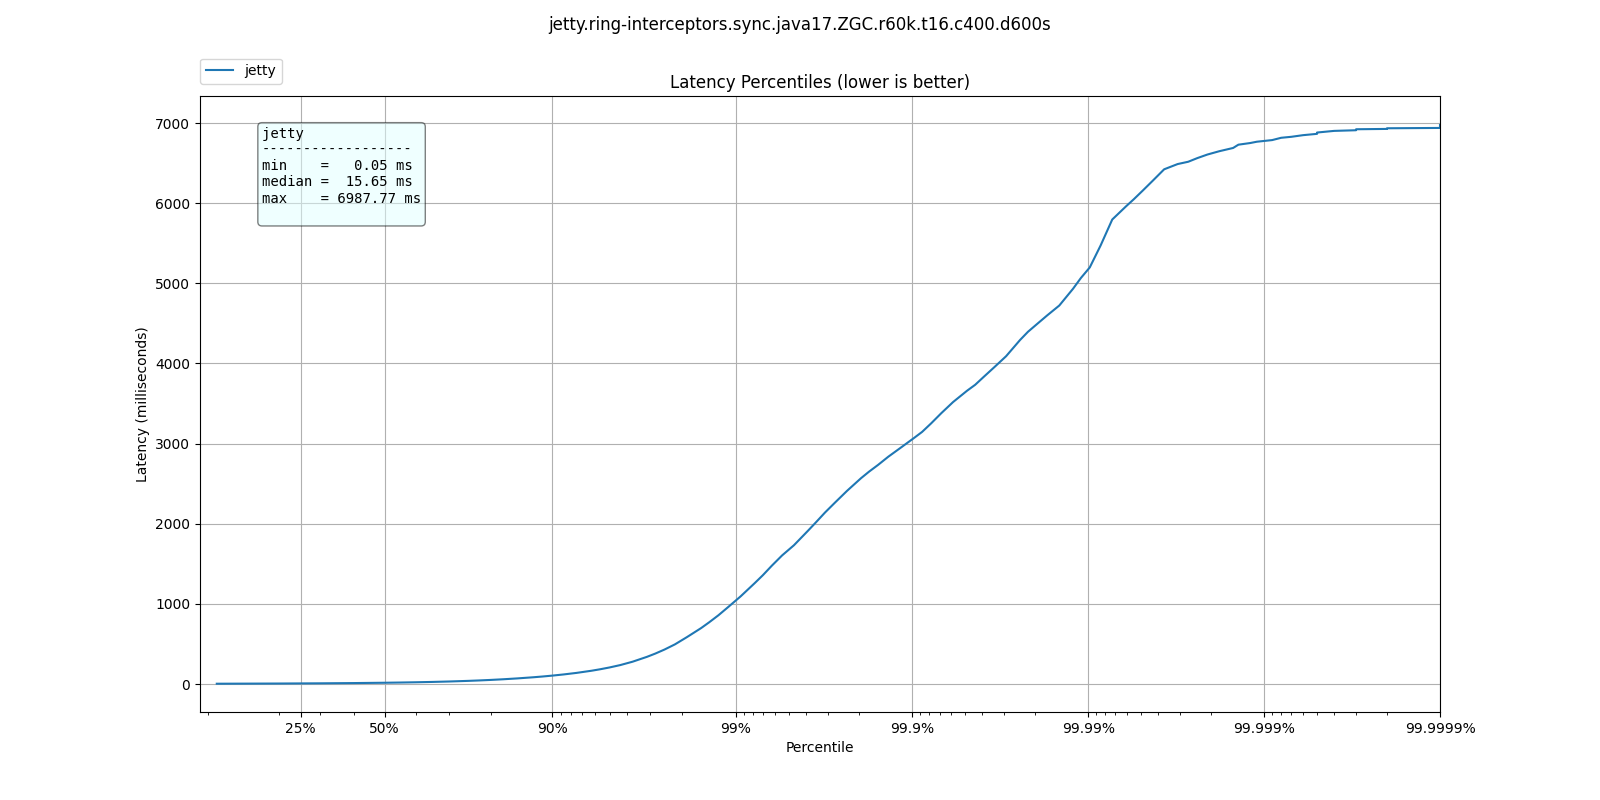 jetty.ring-interceptors.sync.java17.ZGC.r60k.t16.c400.d600s
jetty
Latency Percentiles (lower is better)
jetty
------------------
min    =   0.05 ms
median =  15.65 ms
max    = 6987.77 ms
7000
6000
5000
4000
3000
2000
1000
0
Latency (milliseconds)
25% 50% 90% 99% 99.9% 99.99% 99.999% 99.9999%
Percentile